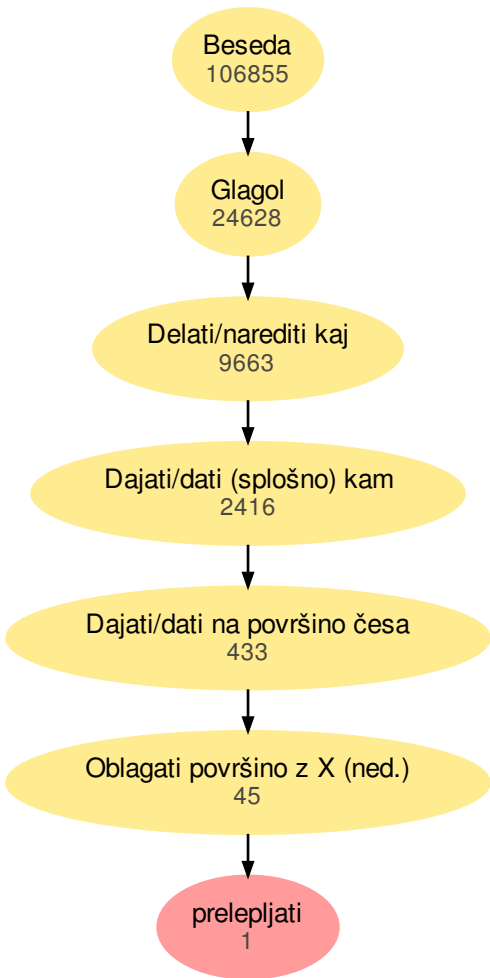 Beseda
106855
Glagol
24628
Delati/narediti kaj
9663
Dajati/dati (splošno) kam
2416
Dajati/dati na površino česa
433
Oblagati površino z X (ned.)
45
prelepljati
1